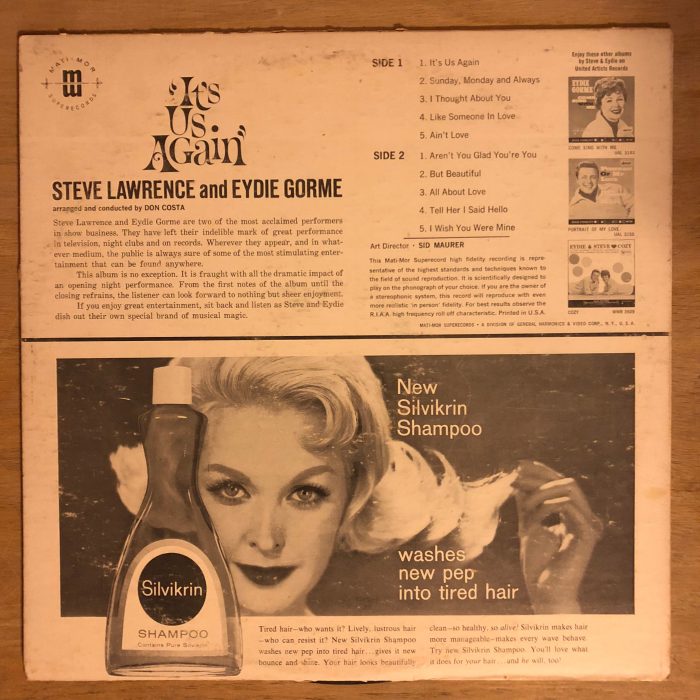 MATI-MOR
SUPERECORDS
It's
Us
Again
STEVE LAWRENCE and EYDIE GORME
arranged and conducted by DON COSTA
Steve Lawrence and Eydie Gorme are two of the most acclaimed performers
in show business. They have left their indelible mark of great performance
in television, night clubs and on records. Wherever they appear, and in what-
ever medium, the public is always sure of some of the most stimulating enter-
tainment that can be found anywhere.
This album is no exception. It is fraught with all the dramatic impact of
an opening night performance. From the first notes of the album until the
closing refrains, the listener can look forward to nothing but sheer enjoyment.
If you enjoy great entertainment, sit back and listen as Steve and Eydie
dish out their own special brand of musical magic.
SIDE 1
1. It's Us Again
2. Sunday, Monday and Always
3. I Thought About You
4. Like Someone In Love
5. Ain't Love
SIDE 2
1. Aren't You Glad You're You
2. But Beautiful
3. All About Love
4. Tell Her I Said Hello
5. I Wish You Were Mine
Art Director · SID MAURER
This Mati-Mor Superecord high fidelity recording is repre-
sentative of the highest standards and techniques known to
the field of sound reproduction. It is scientifically designed to
play on the phonograph of your choice. If you are the owner of
a stereophonic system, this record will reproduce with even
more realistic 'in person' fidelity. For best results observe the
R.I.A.A. high frequency roll off characteristic. Printed in U.S.A.
MATI-MOR SUPERECORDS · A DIVISION OF GENERAL HARMONICS & VIDEO CORP., N.Y., U.S.A.
Enjoy these other albums
by Steve & Eydie on
United Artists Records
EYDIE
GORME
COME SING WITH ME
UAL 3152
PORTRAIT OF MY LOVE
EYDIE & STEVE COZY
COZY
Silvikrin
SHAMPOO
Contains Pure Silvikrin
New
Silvikrin
Shampoo
washes
new pep
into tired hair
Tired hair—who wants it? Lively, lustrous hair
—who can resist it? New Silvikrin Shampoo
washes new pep into tired hair...gives it new
bounce and shine. Your hair looks beautifully
clean—so healthy, so alive! Silvikrin makes hair
more manageable—makes every wave behave.
Try new Silvikrin Shampoo. You'll love what
it does for your hair...and he will, too!